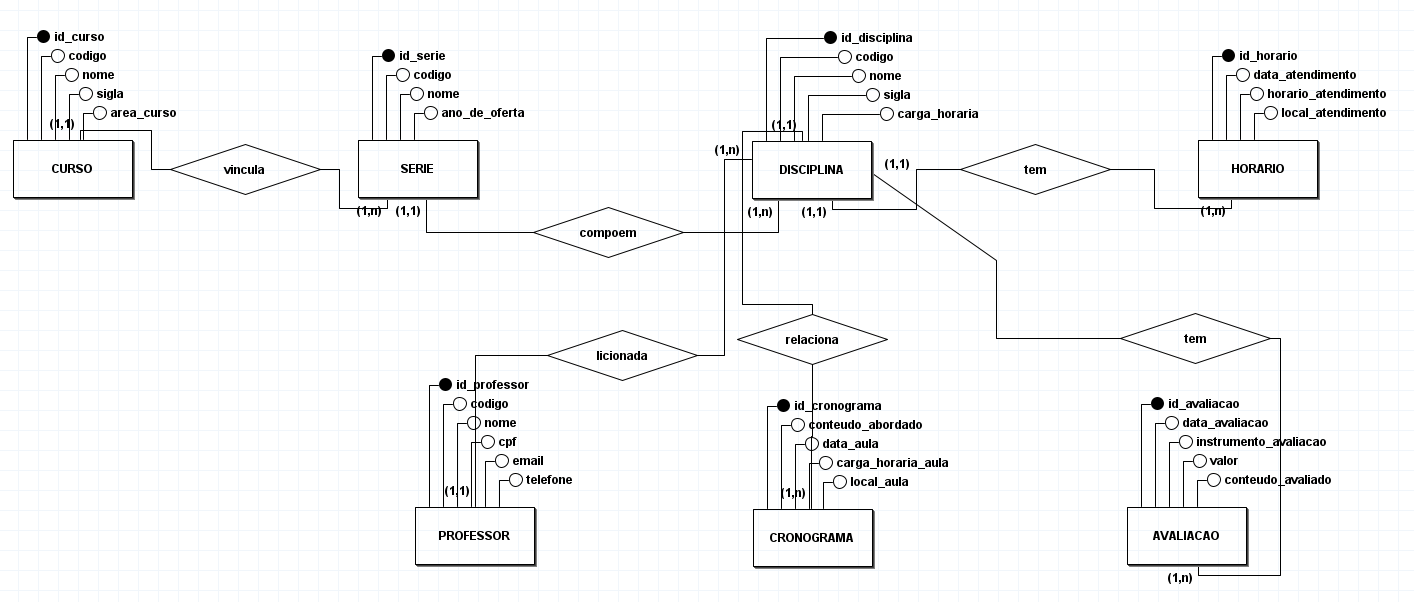 id_curso
codigo
nome
sigla
area_curso
(1,1)
CURSO
vincula
id_serie
codigo
nome
ano_de_oferta
SERIE
(1,n)
(1,1)
compoem
id_disciplina
codigo
nome
sigla
carga_horaria
(1,1)
(1,n)
DISCIPLINA
(1,1)
(1,n)
(1,1)
tem
id_horario
data_atendimento
horario_atendimento
local_atendimento
HORARIO
(1,n)
licionada
relaciona
tem
id_professor
codigo
nome
cpf
email
telefone
(1,1)
PROFESSOR
id_cronograma
conteudo_abordado
data_aula
carga_horaria_aula
local_aula
(1,n)
CRONOGRAMA
id_avaliacao
data_avaliacao
instrumento_avaliacao
valor
conteudo_avaliado
AVALIACAO
(1,n)